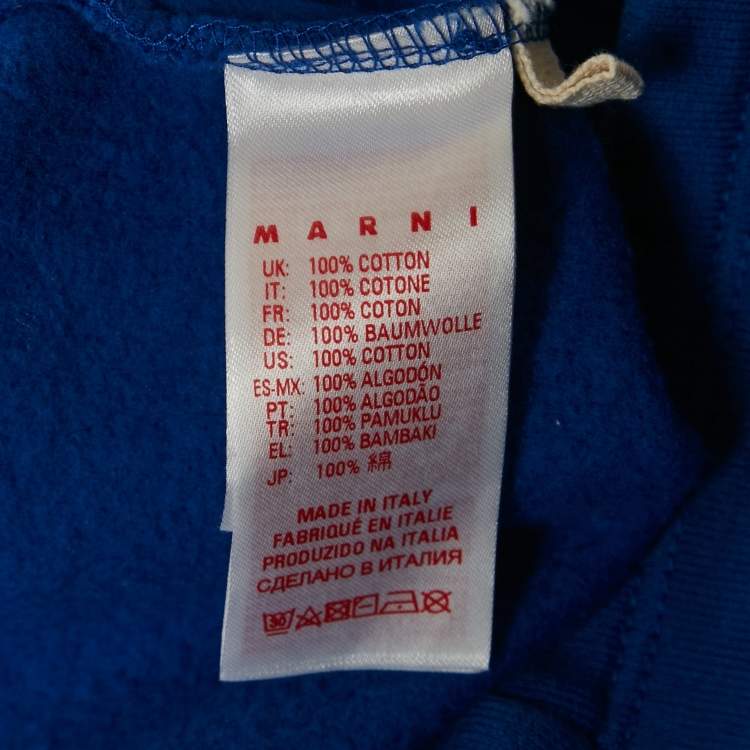 MARNI
UK: 100% COTTON
IT: 100% COTONE
FR: 100% COTON
DE: 100% BAUMWOLLE
US: 100% COTTON
ES-MX: 100% ALGODÓN
PT: 100% ALGODÃO
TR: 100% PAMUKLU
EL: 100% BAMBAKI
JP: 100% 綿
MADE IN ITALY
FABRIQUÉ EN ITALIE
PRODUZIDO NA ITALIA
СДЕЛАНО В ИТАЛИЯ
30